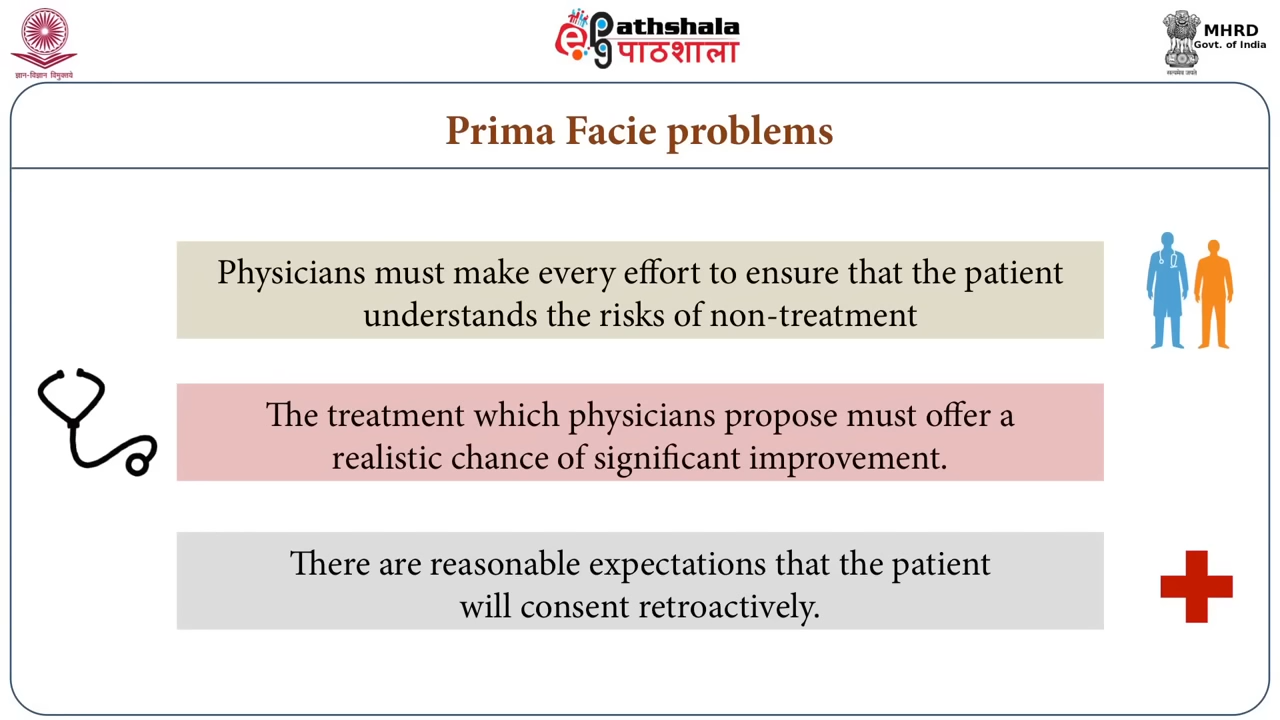 ज्ञान-विज्ञान विमुक्तये
ePg Pathshala
पाठशाला
MHRD
Govt. of India
सत्यमेव जयते
Prima Facie problems
Physicians must make every effort to ensure that the patient
understands the risks of non-treatment
The treatment which physicians propose must offer a
realistic chance of significant improvement.
There are reasonable expectations that the patient
will consent retroactively.